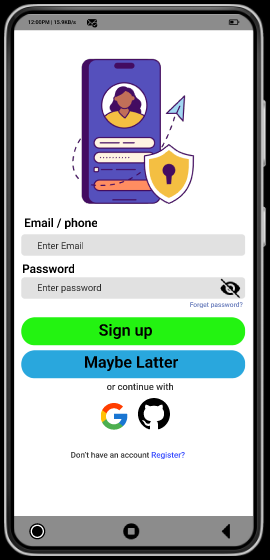 12:00PM | 15.9KB/s
Email / phone
Enter Email
Password
Enter password
Forget password?
Sign up
Maybe Latter
or continue with
Don't have an account Register?